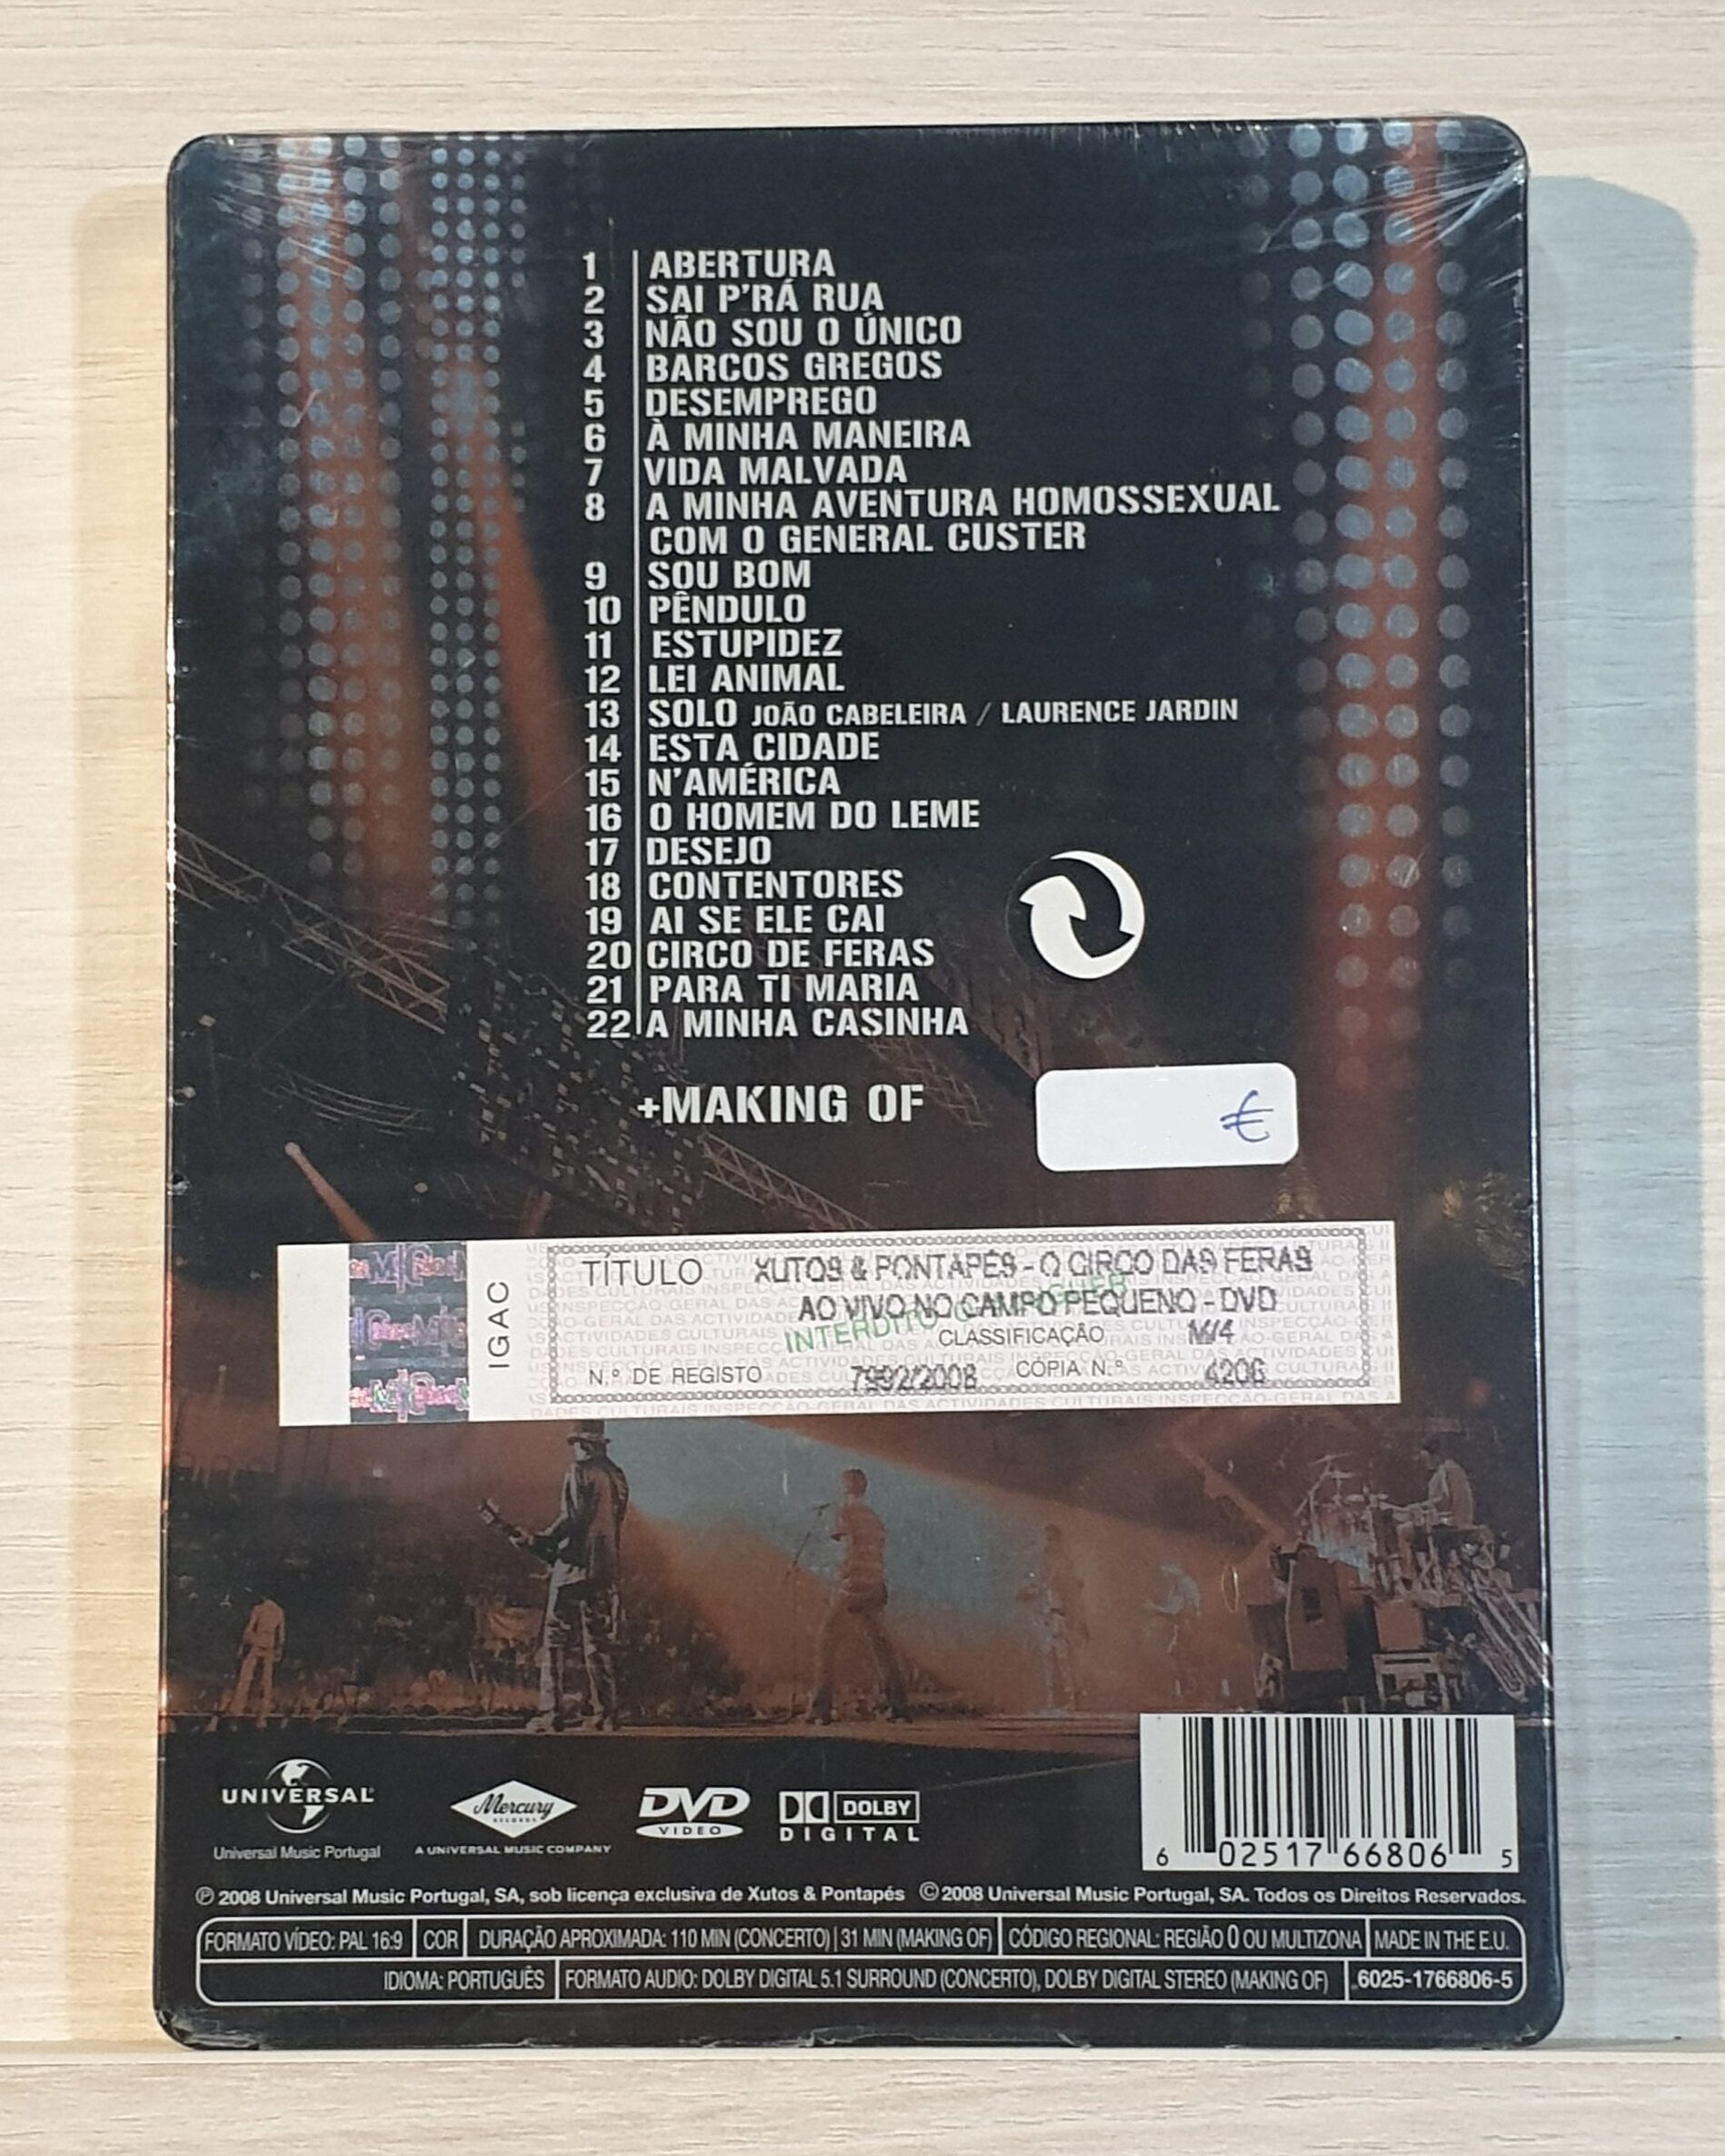 1 ABERTURA
2 SAI P'RÁ RUA
3 NÃO SOU O ÚNICO
4 BARCOS GREGOS
5 DESEMPREGO
6 À MINHA MANEIRA
7 VIDA MALVADA
8 A MINHA AVENTURA HOMOSSEXUAL
COM O GENERAL CUSTER
9 SOU BOM
10 PÊNDULO
11 ESTUPIDEZ
12 LEI ANIMAL
13 SOLO JOÃO CABELEIRA / LAURENCE JARDIN
14 ESTA CIDADE
15 N'AMÉRICA
16 O HOMEM DO LEME
17 DESEJO
18 CONTENTORES
19 AI SE ELE CAI
20 CIRCO DE FERAS
21 PARA TI MARIA
22 A MINHA CASINHA
+MAKING OF
€
IGAC
TÍTULO XUTOS & PONTAPÉS - O CIRCO DAS FERAS
AO VIVO NO CAMPO PEQUENO - DVD
INTERDITO
CLASSIFICAÇÃO M/4
N.º DE REGISTO 7992/2008 CÓPIA N.º 4206
UNIVERSAL
Universal Music Portugal
Mercury
RECORDS
A UNIVERSAL MUSIC COMPANY
DVD
VIDEO
DOLBY
DIGITAL
6 02517 66806 5
℗ 2008 Universal Music Portugal, SA, sob licença exclusiva de Xutos & Pontapés © 2008 Universal Music Portugal, SA. Todos os Direitos Reservados.
FORMATO VÍDEO: PAL 16:9 COR DURAÇÃO APROXIMADA: 110 MIN (CONCERTO) | 31 MIN (MAKING OF) CÓDIGO REGIONAL: REGIÃO 0 OU MULTIZONA MADE IN THE E.U.
IDIOMA: PORTUGUÊS FORMATO AUDIO: DOLBY DIGITAL 5.1 SURROUND (CONCERTO), DOLBY DIGITAL STEREO (MAKING OF) 6025-1766806-5